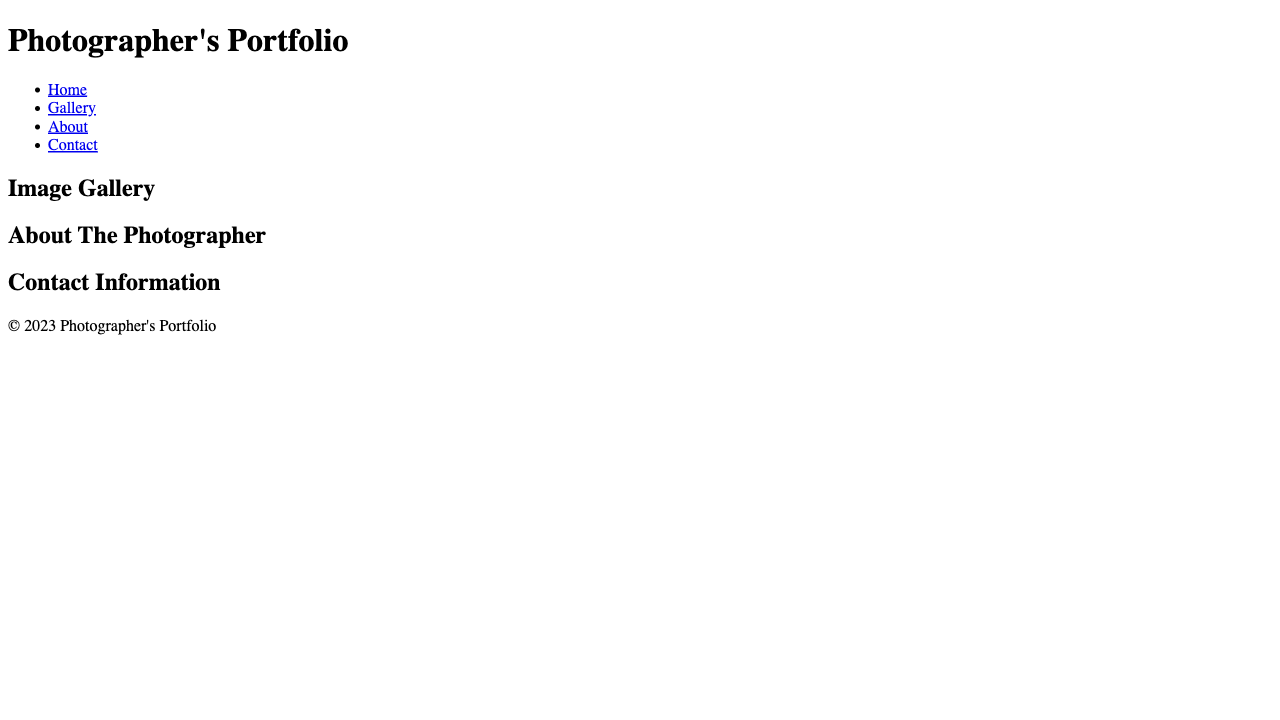 Photographer's Portfolio
Home
Gallery
About
Contact
Image Gallery
About The Photographer
Contact Information
© 2023 Photographer's Portfolio